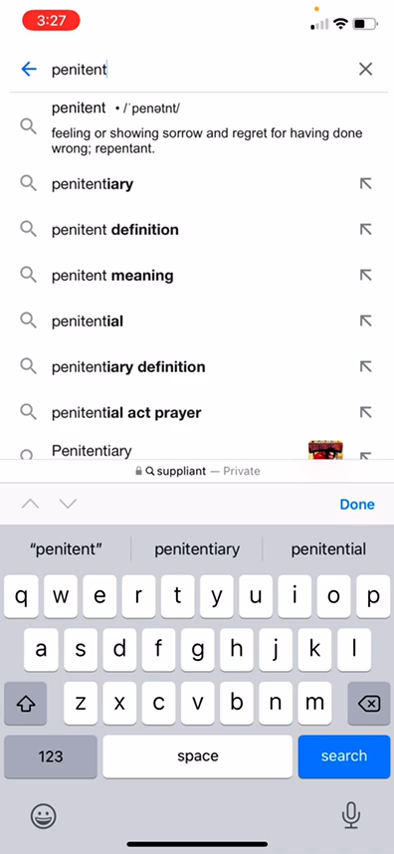 3:27
penitent
penitent • /ˈpenətnt/
feeling or showing sorrow and regret for having done
wrong; repentant.
penitentiary
penitent definition
penitent meaning
penitential
penitentiary definition
penitential act prayer
Penitentiary
suppliant — Private
Done
“penitent” penitentiary penitential
q w e r t y u i o p
a s d f g h j k l
z x c v b n m
123 space search